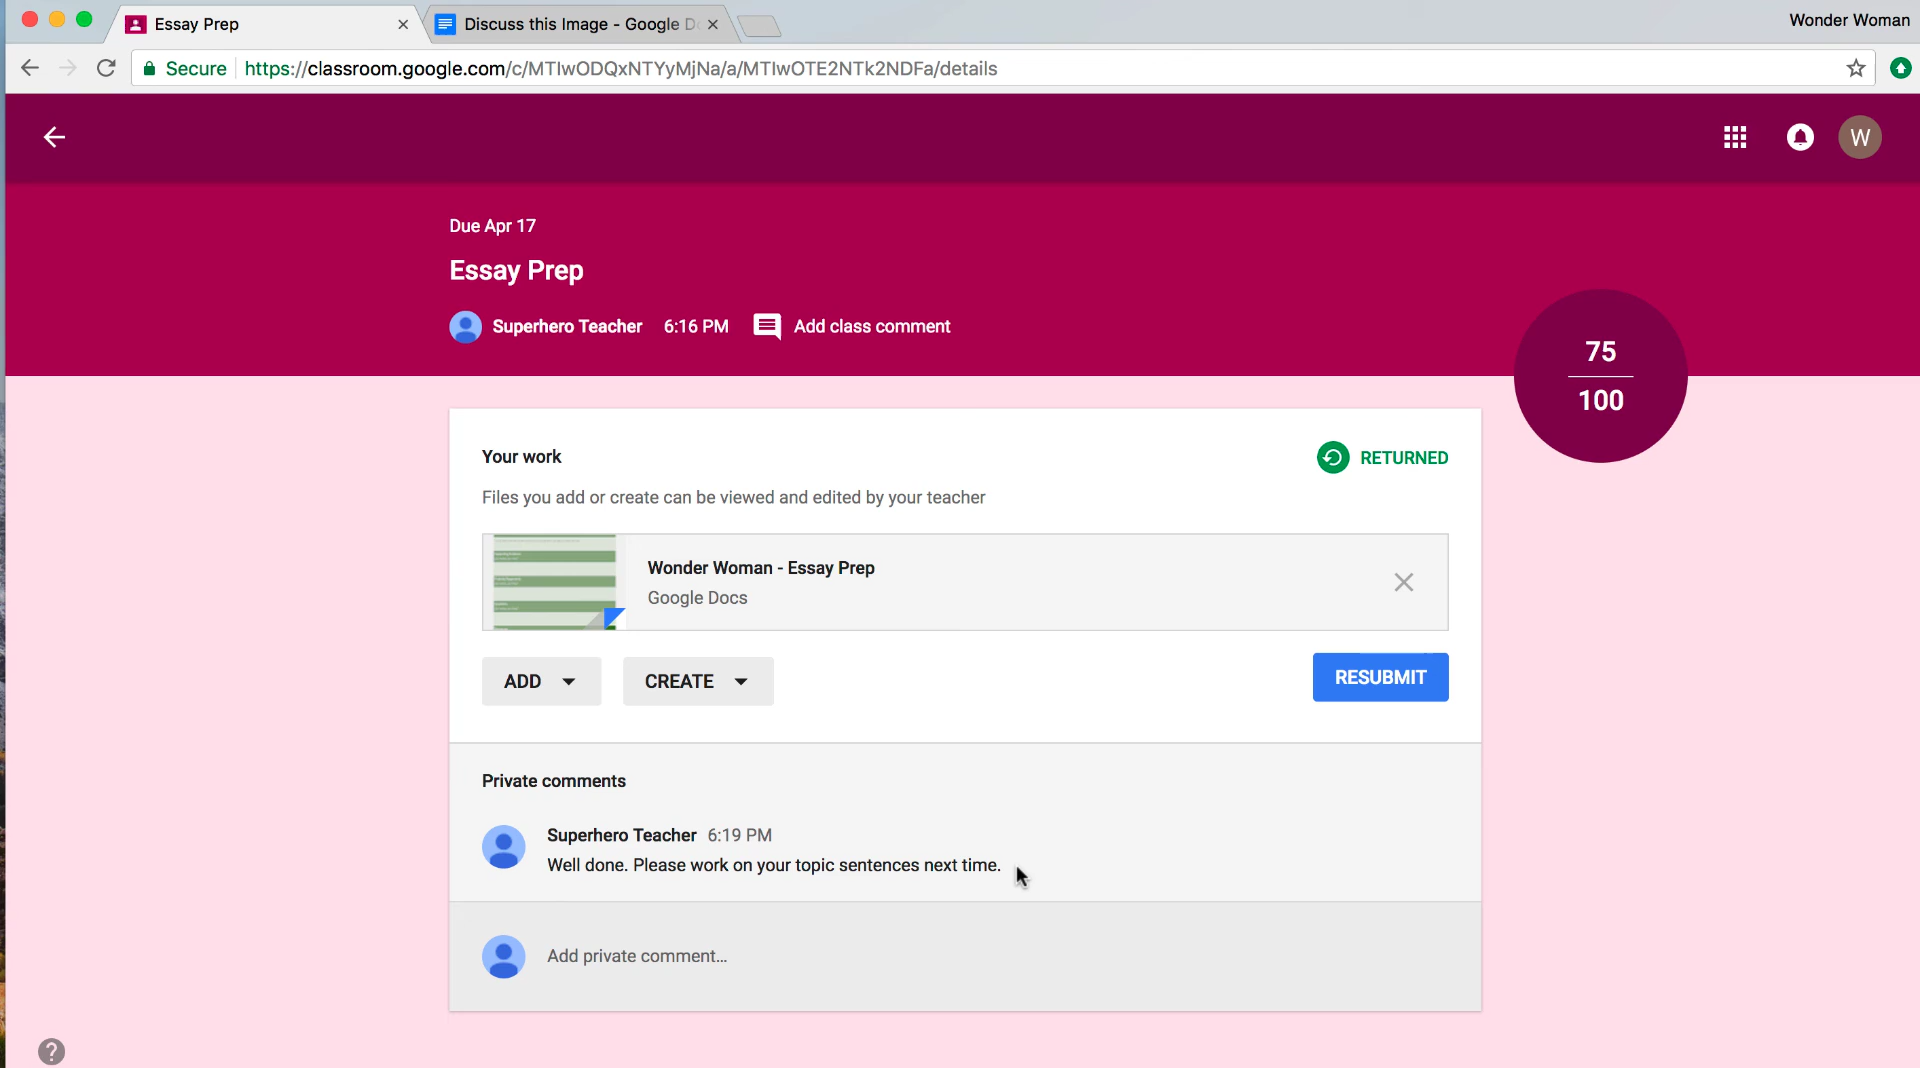 Essay Prep
Discuss this Image - Google D
Wonder Woman
Secure https://classroom.google.com/c/MTIwODQxNTYyMjNa/a/MTIwOTE2NTk2NDFa/details
W
Due Apr 17
Essay Prep
Superhero Teacher 6:16 PM Add class comment
75
100
Your work
RETURNED
Files you add or create can be viewed and edited by your teacher
Wonder Woman - Essay Prep
Google Docs
ADD
CREATE
RESUBMIT
Private comments
Superhero Teacher 6:19 PM
Well done. Please work on your topic sentences next time.
Add private comment...
?